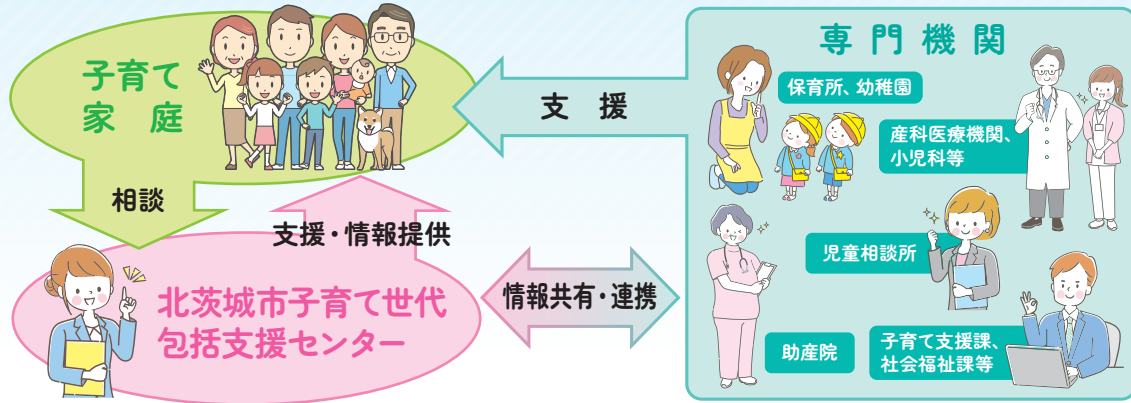 子育て
家庭
相談
支援・情報提供
北茨城市子育て世代
包括支援センター
支援
情報共有・連携
専門機関
保育所、幼稚園
産科医療機関、
小児科等
児童相談所
助産院
子育て支援課、
社会福祉課等